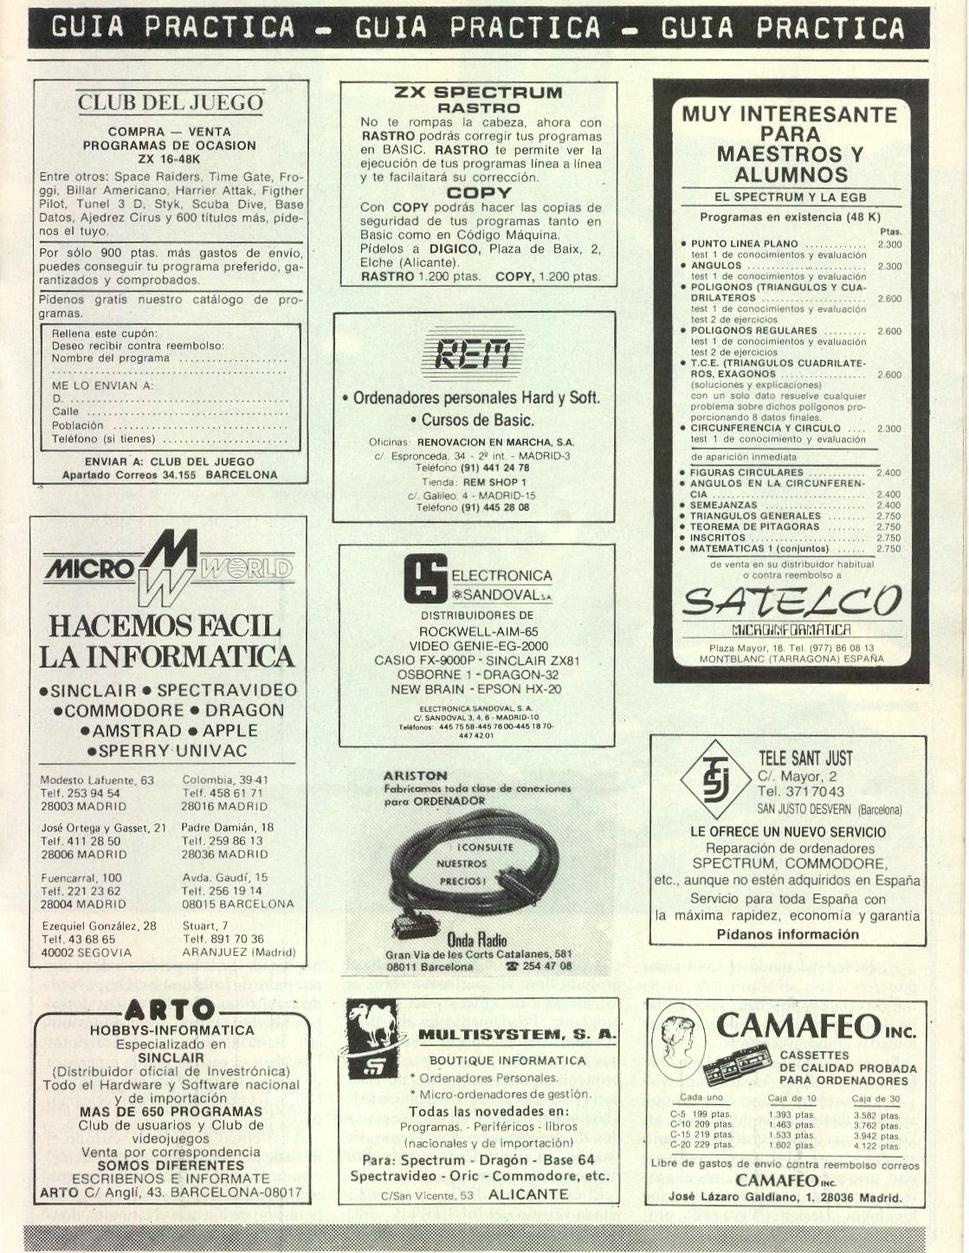 GUIA PRACTICA - GUIA PRACTICA - GUIA PRACTICA
CLUB DEL JUEGO
COMPRA — VENTA
PROGRAMAS DE OCASION
ZX 16-48K
Entre otros: Space Raiders, Time Gate, Fro-
ggi, Billar Americano, Harrier Attak, Figther
Pilot, Tunel 3 D, Styk, Scuba Dive, Base
Datos, Ajedrez Cirus y 600 títulos más, píde-
nos el tuyo.
Por sólo 900 ptas. más gastos de envío,
puedes conseguir tu programa preferido, ga-
rantizados y comprobados.
Pídenos gratis nuestro catálogo de pro-
gramas.
Rellena este cupón:
Deseo recibir contra reembolso:
Nombre del programa ....................
ME LO ENVIAN A:
D. ....................
Calle ....................
Población ....................
Teléfono (si tienes) ....................
ENVIAR A: CLUB DEL JUEGO
Apartado Correos 34.155 BARCELONA
MICRO WORLD
HACEMOS FACIL
LA INFORMATICA
●SINCLAIR ● SPECTRAVIDEO
●COMMODORE ● DRAGON
●AMSTRAD ● APPLE
●SPERRY UNIVAC
Modesto Lafuente, 63
Telf. 253 94 54
28003 MADRID
Colombia, 39-41
Telf. 458 61 71
28016 MADRID
José Ortega y Gasset, 21
Telf. 411 28 50
28006 MADRID
Padre Damián, 18
Telf. 259 86 13
28036 MADRID
Fuencarral, 100
Telf. 221 23 62
28004 MADRID
Avda. Gaudí, 15
Telf. 256 19 14
08015 BARCELONA
Ezequiel González, 28
Telf. 43 68 65
40002 SEGOVIA
Stuart, 7
Telf. 891 70 36
ARANJUEZ (Madrid)
ARTO
HOBBYS-INFORMATICA
Especializado en
SINCLAIR
(Distribuidor oficial de Investrónica)
Todo el Hardware y Software nacional
y de importación
MAS DE 650 PROGRAMAS
Club de usuarios y Club de
videojuegos
Venta por correspondencia
SOMOS DIFERENTES
ESCRIBENOS E INFORMATE
ARTO C/ Anglí, 43. BARCELONA-08017
ZX SPECTRUM
RASTRO
No te rompas la cabeza, ahora con
RASTRO podrás corregir tus programas
en BASIC. RASTRO te permite ver la
ejecución de tus programas línea a línea
y te facilaitará su corrección.
COPY
Con COPY podrás hacer las copias de
seguridad de tus programas tanto en
Basic como en Código Máquina.
Pídelos a DIGICO, Plaza de Baix, 2,
Elche (Alicante).
RASTRO 1.200 ptas. COPY, 1.200 ptas.
REM
• Ordenadores personales Hard y Soft.
• Cursos de Basic.
Oficinas: RENOVACION EN MARCHA, S.A.
c/. Espronceda, 34 - 2º int. - MADRID-3
Teléfono (91) 441 24 78
Tienda: REM SHOP 1
c/. Galileo, 4 - MADRID-15
Teléfono (91) 445 28 08
ELECTRONICA
SANDOVAL S.A.
DISTRIBUIDORES DE
ROCKWELL-AIM-65
VIDEO GENIE-EG-2000
CASIO FX-9000P - SINCLAIR ZX81
OSBORNE 1 - DRAGON-32
NEW BRAIN - EPSON HX-20
ELECTRONICA SANDOVAL, S. A.
C/. SANDOVAL 3, 4, 6 - MADRID-10
Teléfonos: 445 75 58-445 76 00-445 18 70-
447 42 01
ARISTON
Fabricamos toda clase de conexiones
para ORDENADOR
¡CONSULTE
NUESTROS
PRECIOS!
Onda Radio
Gran Via de les Corts Catalanes, 581
08011 Barcelona ☎ 254 47 08
MULTISYSTEM, S. A.
BOUTIQUE INFORMATICA
* Ordenadores Personales.
* Micro-ordenadores de gestión.
Todas las novedades en:
Programas. - Periféricos - libros
(nacionales y de importación)
Para: Spectrum - Dragón - Base 64
Spectravideo - Oric - Commodore, etc.
C/San Vicente, 53 ALICANTE
MUY INTERESANTE
PARA
MAESTROS Y
ALUMNOS
EL SPECTRUM Y LA EGB
Programas en existencia (48 K)
Ptas.
● PUNTO LINEA PLANO ............ 2.300
test 1 de conocimientos y evaluación
● ANGULOS .................... 2.300
test 1 de conocimientos y evaluación
● POLIGONOS (TRIANGULOS Y CUA-
DRILATEROS .................. 2.600
test 1 de conocimientos y evaluación
test 2 de ejercicios
● POLIGONOS REGULARES ......... 2.600
test 1 de conocimientos y evaluación
test 2 de ejercicios
● T.C.E. (TRIANGULOS CUADRILATE-
ROS, EXAGONOS ............... 2.600
(soluciones y explicaciones)
con un solo dato resuelve cualquier
problema sobre dichos polígonos pro-
porcionando 8 datos finales.
● CIRCUNFERENCIA Y CIRCULO .... 2.300
test 1 de conocimiento y evaluación
de aparición inmediata
● FIGURAS CIRCULARES .......... 2.400
● ANGULOS EN LA CIRCUNFEREN-
CIA ......................... 2.400
● SEMEJANZAS .................. 2.400
● TRIANGULOS GENERALES ........ 2.750
● TEOREMA DE PITAGORAS ........ 2.750
● INSCRITOS ................... 2.750
● MATEMATICAS 1 (conjuntos) ...... 2.750
de venta en su distribuidor habitual
o contra reembolso a
SATELCO
MICROINFORMÁTICA
Plaza Mayor, 18. Tel. (977) 86 08 13
MONTBLANC (TARRAGONA) ESPAÑA
TELE SANT JUST
C/. Mayor, 2
Tel. 371 70 43
SAN JUSTO DESVERN (Barcelona)
LE OFRECE UN NUEVO SERVICIO
Reparación de ordenadores
SPECTRUM, COMMODORE,
etc., aunque no estén adquiridos en España
Servicio para toda España con
la máxima rapidez, economía y garantía
Pídanos información
CAMAFEO INC.
CASSETTES
DE CALIDAD PROBADA
PARA ORDENADORES
Cada uno Caja de 10 Caja de 30
C-5 199 ptas. 1.393 ptas. 3.582 ptas.
C-10 209 ptas. 1.463 ptas. 3.762 ptas.
C-15 219 ptas. 1.533 ptas. 3.942 ptas.
C-20 229 ptas. 1.602 ptas. 4.122 ptas.
Libre de gastos de envío contra reembolso correos
CAMAFEO INC.
José Lázaro Galdiano, 1. 28036 Madrid.